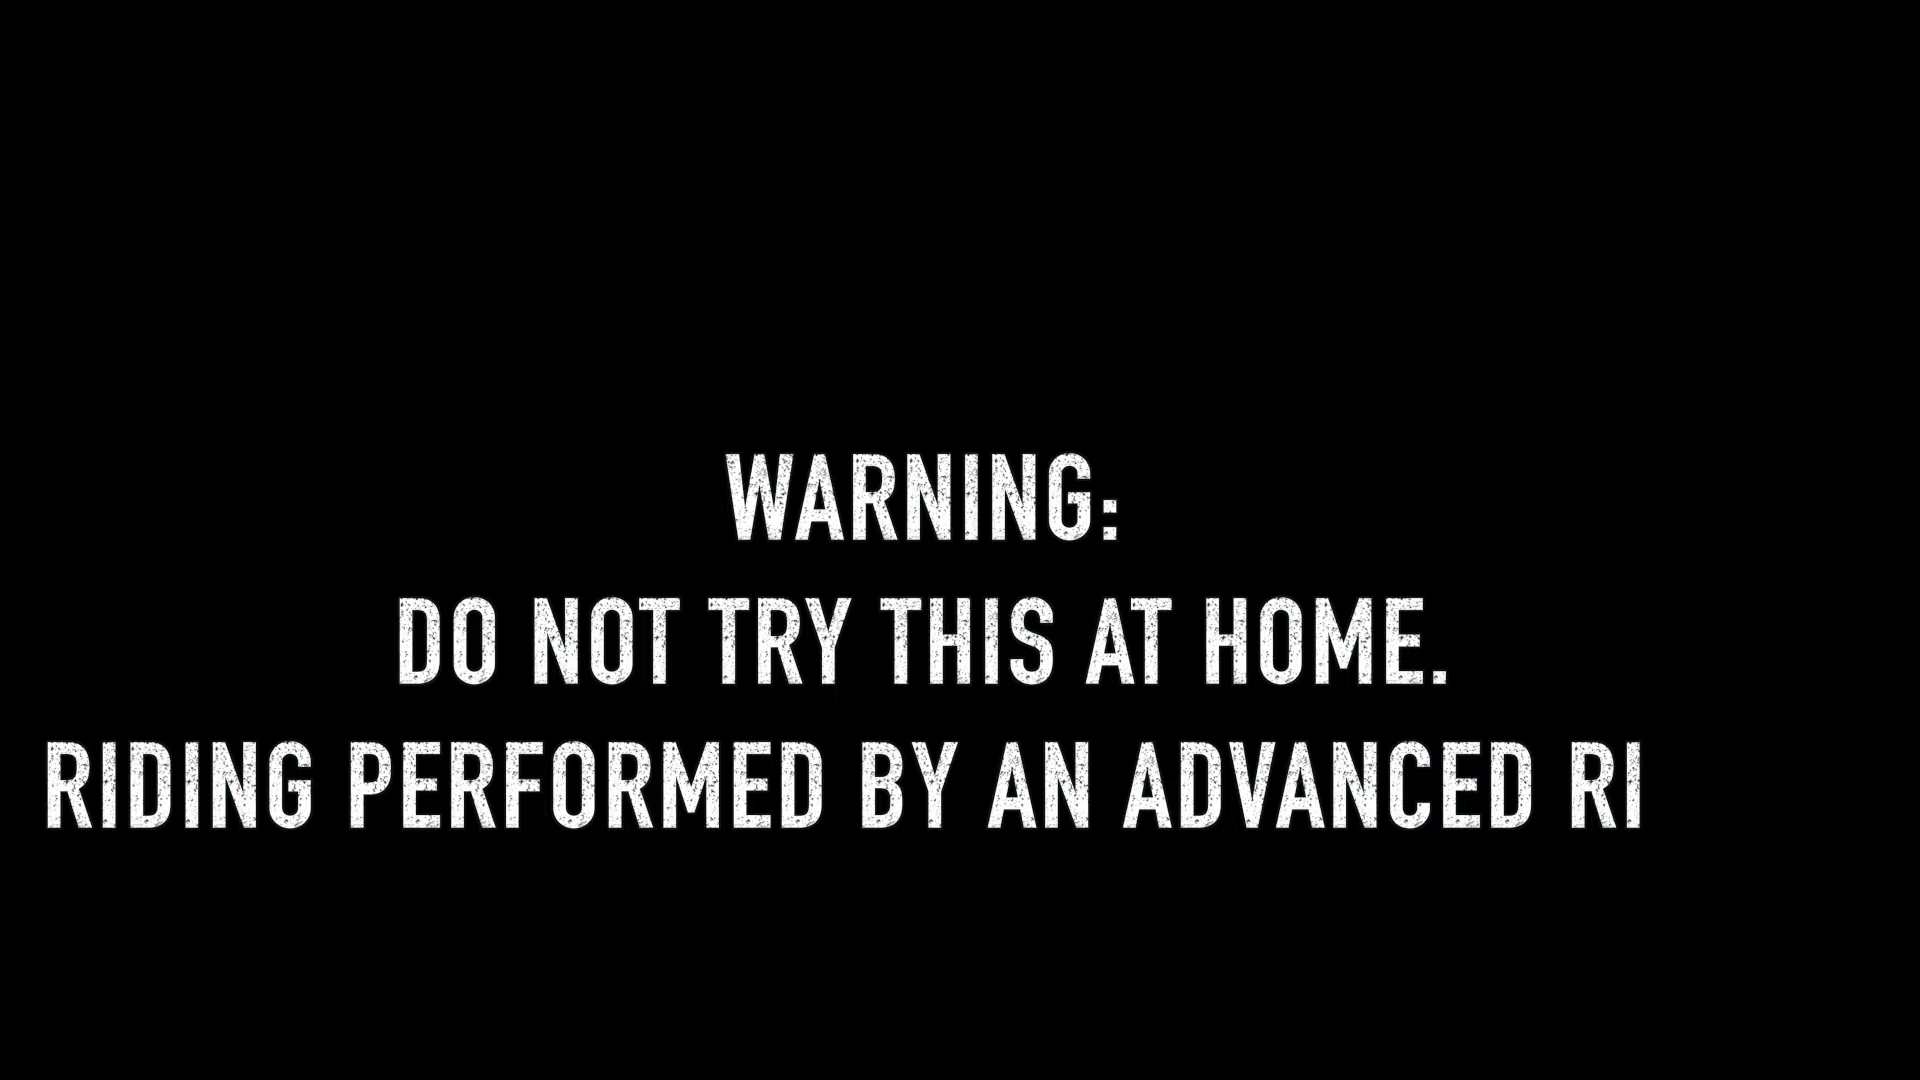 WARNING:
DO NOT TRY THIS AT HOME.
RIDING PERFORMED BY AN ADVANCED RI